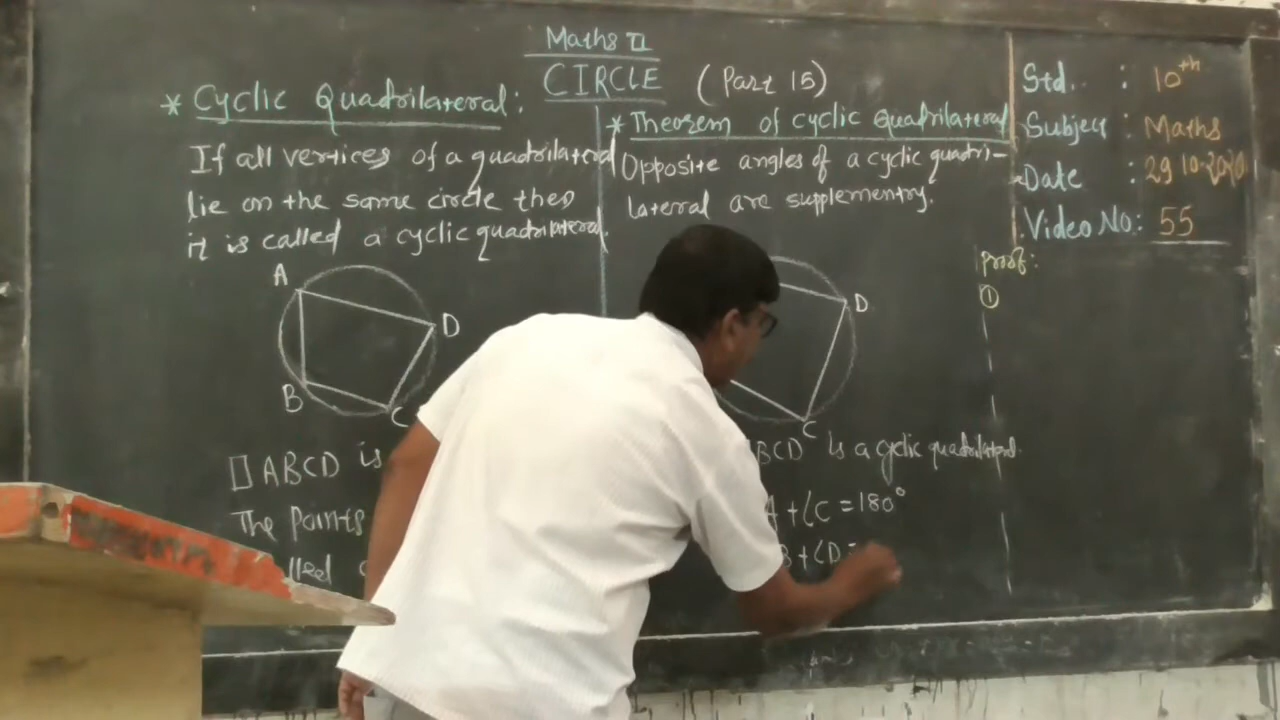 Maths II
CIRCLE (Part 15)
* Cyclic Quadrilateral:
If all vertices of a quadrilateral
lie on the same circle then
it is called a cyclic quadrilateral.
A
D
B
C
▯ABCD is
The points
* Theorem of cyclic Quadrilateral
Opposite angles of a cyclic quadri-
lateral are supplementry.
D
C
BCD is a cyclic quadrilateral.
A + ∠C = 180°
B + ∠D =
Std. : 10th
Subject : Maths
Date : 29 10.2020
Video No: 55
Proof:
①